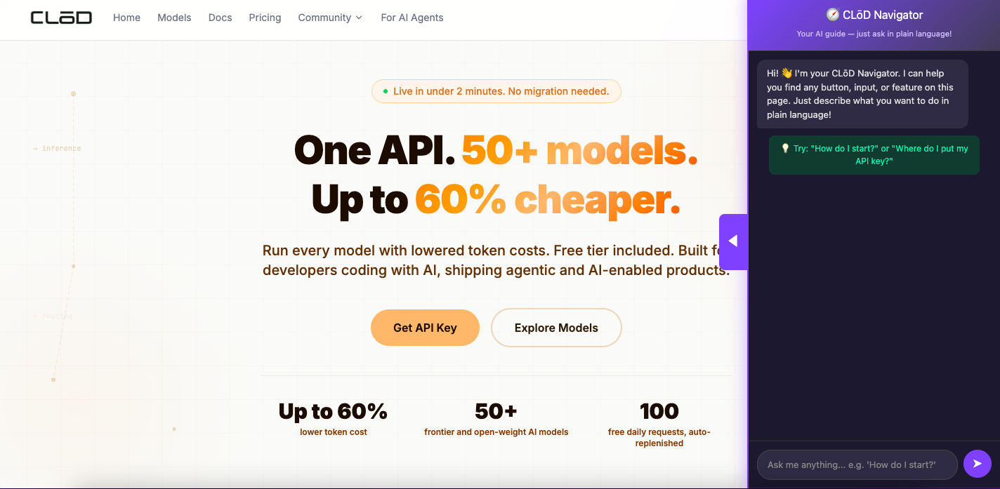 CLōD
Home
Models
Docs
Pricing
Community
For AI Agents
Live in under 2 minutes. No migration needed.
→ inference
One API. 50+ models.
Up to 60% cheaper.
Run every model with lowered token costs. Free tier included. Built
developers coding with AI, shipping agentic and AI-enabled products.
routing
Get API Key
Explore Models
Up to 60%
lower token cost
50+
frontier and open-weight AI models
100
free daily requests, auto-
replenished
🧭 CLōD Navigator
Your AI guide — just ask in plain language!
Hi! 👋 I'm your CLōD Navigator. I can help
you find any button, input, or feature on this
page. Just describe what you want to do in
plain language!
💡 Try: "How do I start?" or "Where do I put my
API key?"
Ask me anything... e.g. 'How do I start?'